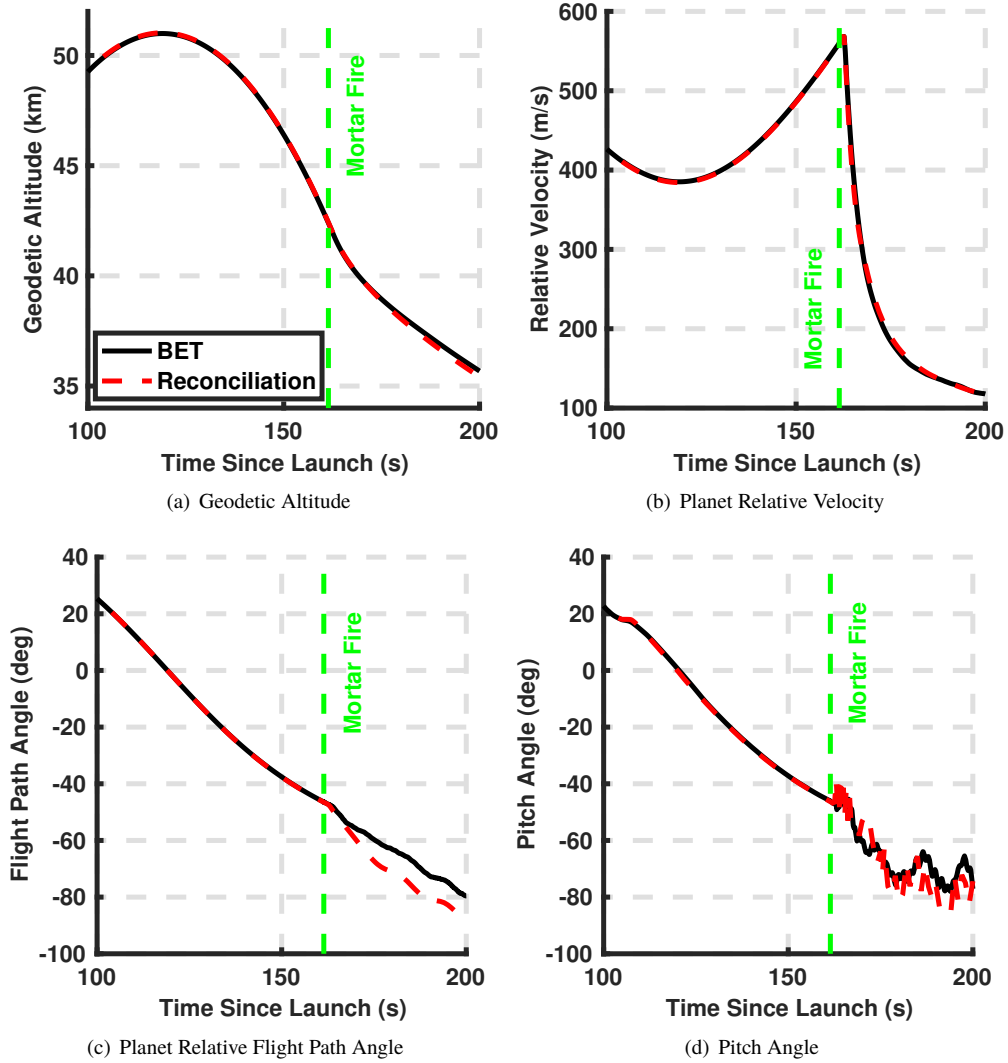 50
45
40
35
Geodetic Altitude (km)
Mortar Fire
BET
Reconciliation
100
150
200
Time Since Launch (s)
(a) Geodetic Altitude
600
500
400
300
200
100
Relative Velocity (m/s)
Mortar Fire
100
150
200
Time Since Launch (s)
(b) Planet Relative Velocity
40
20
0
-20
-40
-60
-80
-100
Flight Path Angle (deg)
Mortar Fire
100
150
200
Time Since Launch (s)
(c) Planet Relative Flight Path Angle
40
20
0
-20
-40
-60
-80
-100
Pitch Angle (deg)
Mortar Fire
100
150
200
Time Since Launch (s)
(d) Pitch Angle